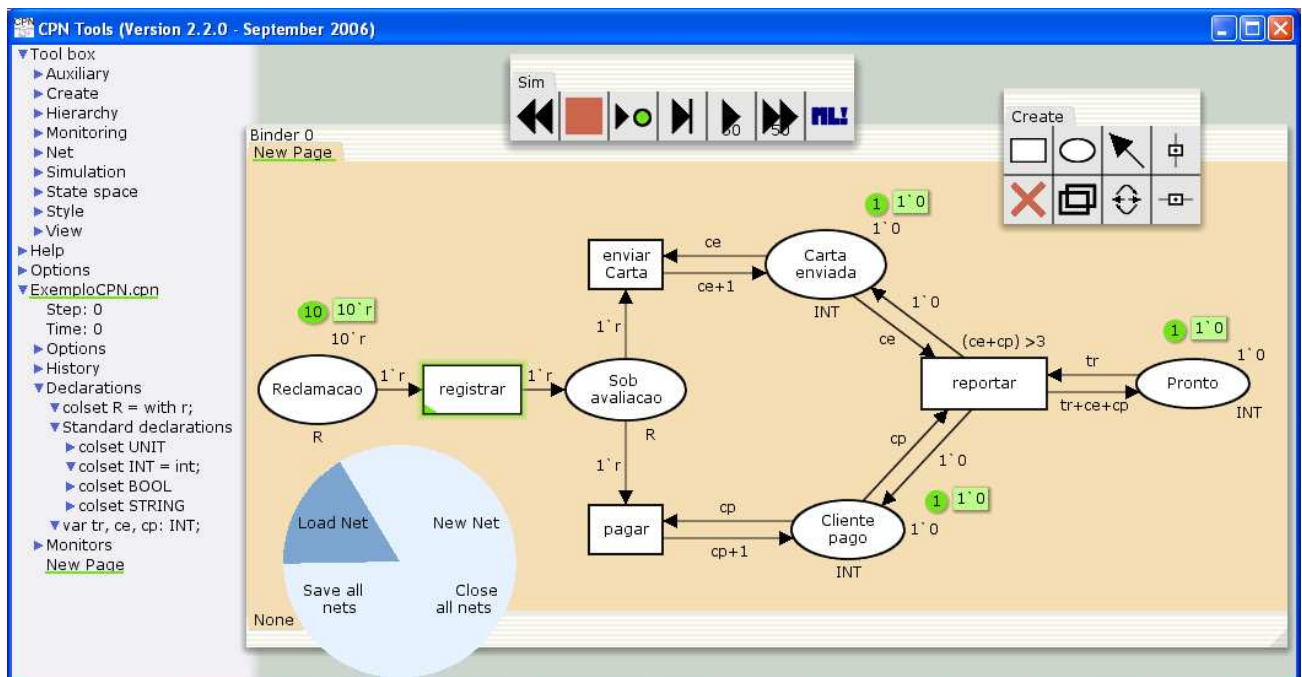 CPN Tools (Version 2.2.0 - September 2006)
Tool box
Auxiliary
Create
Hierarchy
Monitoring
Net
Simulation
State space
Style
View
Help
Options
ExemploCPN.cpn
Step: 0
Time: 0
Options
History
Declarations
colset R = with r;
Standard declarations
colset UNIT
colset INT = int;
colset BOOL
colset STRING
var tr, ce, cp: INT;
Monitors
New Page
Binder 0
New Page
Sim
50
50
ML!
Create
10
10`r
10`r
Reclamacao
R
1`r
registrar
1`r
Sob
avaliacao
R
1`r
enviar
Carta
ce
ce+1
1
1`0
1`0
Carta
enviada
INT
1`0
ce
(ce+cp) >3
reportar
tr
tr+ce+cp
1
1`0
1`0
Pronto
INT
1`r
pagar
cp
cp+1
cp
1`0
1
1`0
1`0
Cliente
pago
INT
Load Net
New Net
Save all
nets
Close
all nets
None